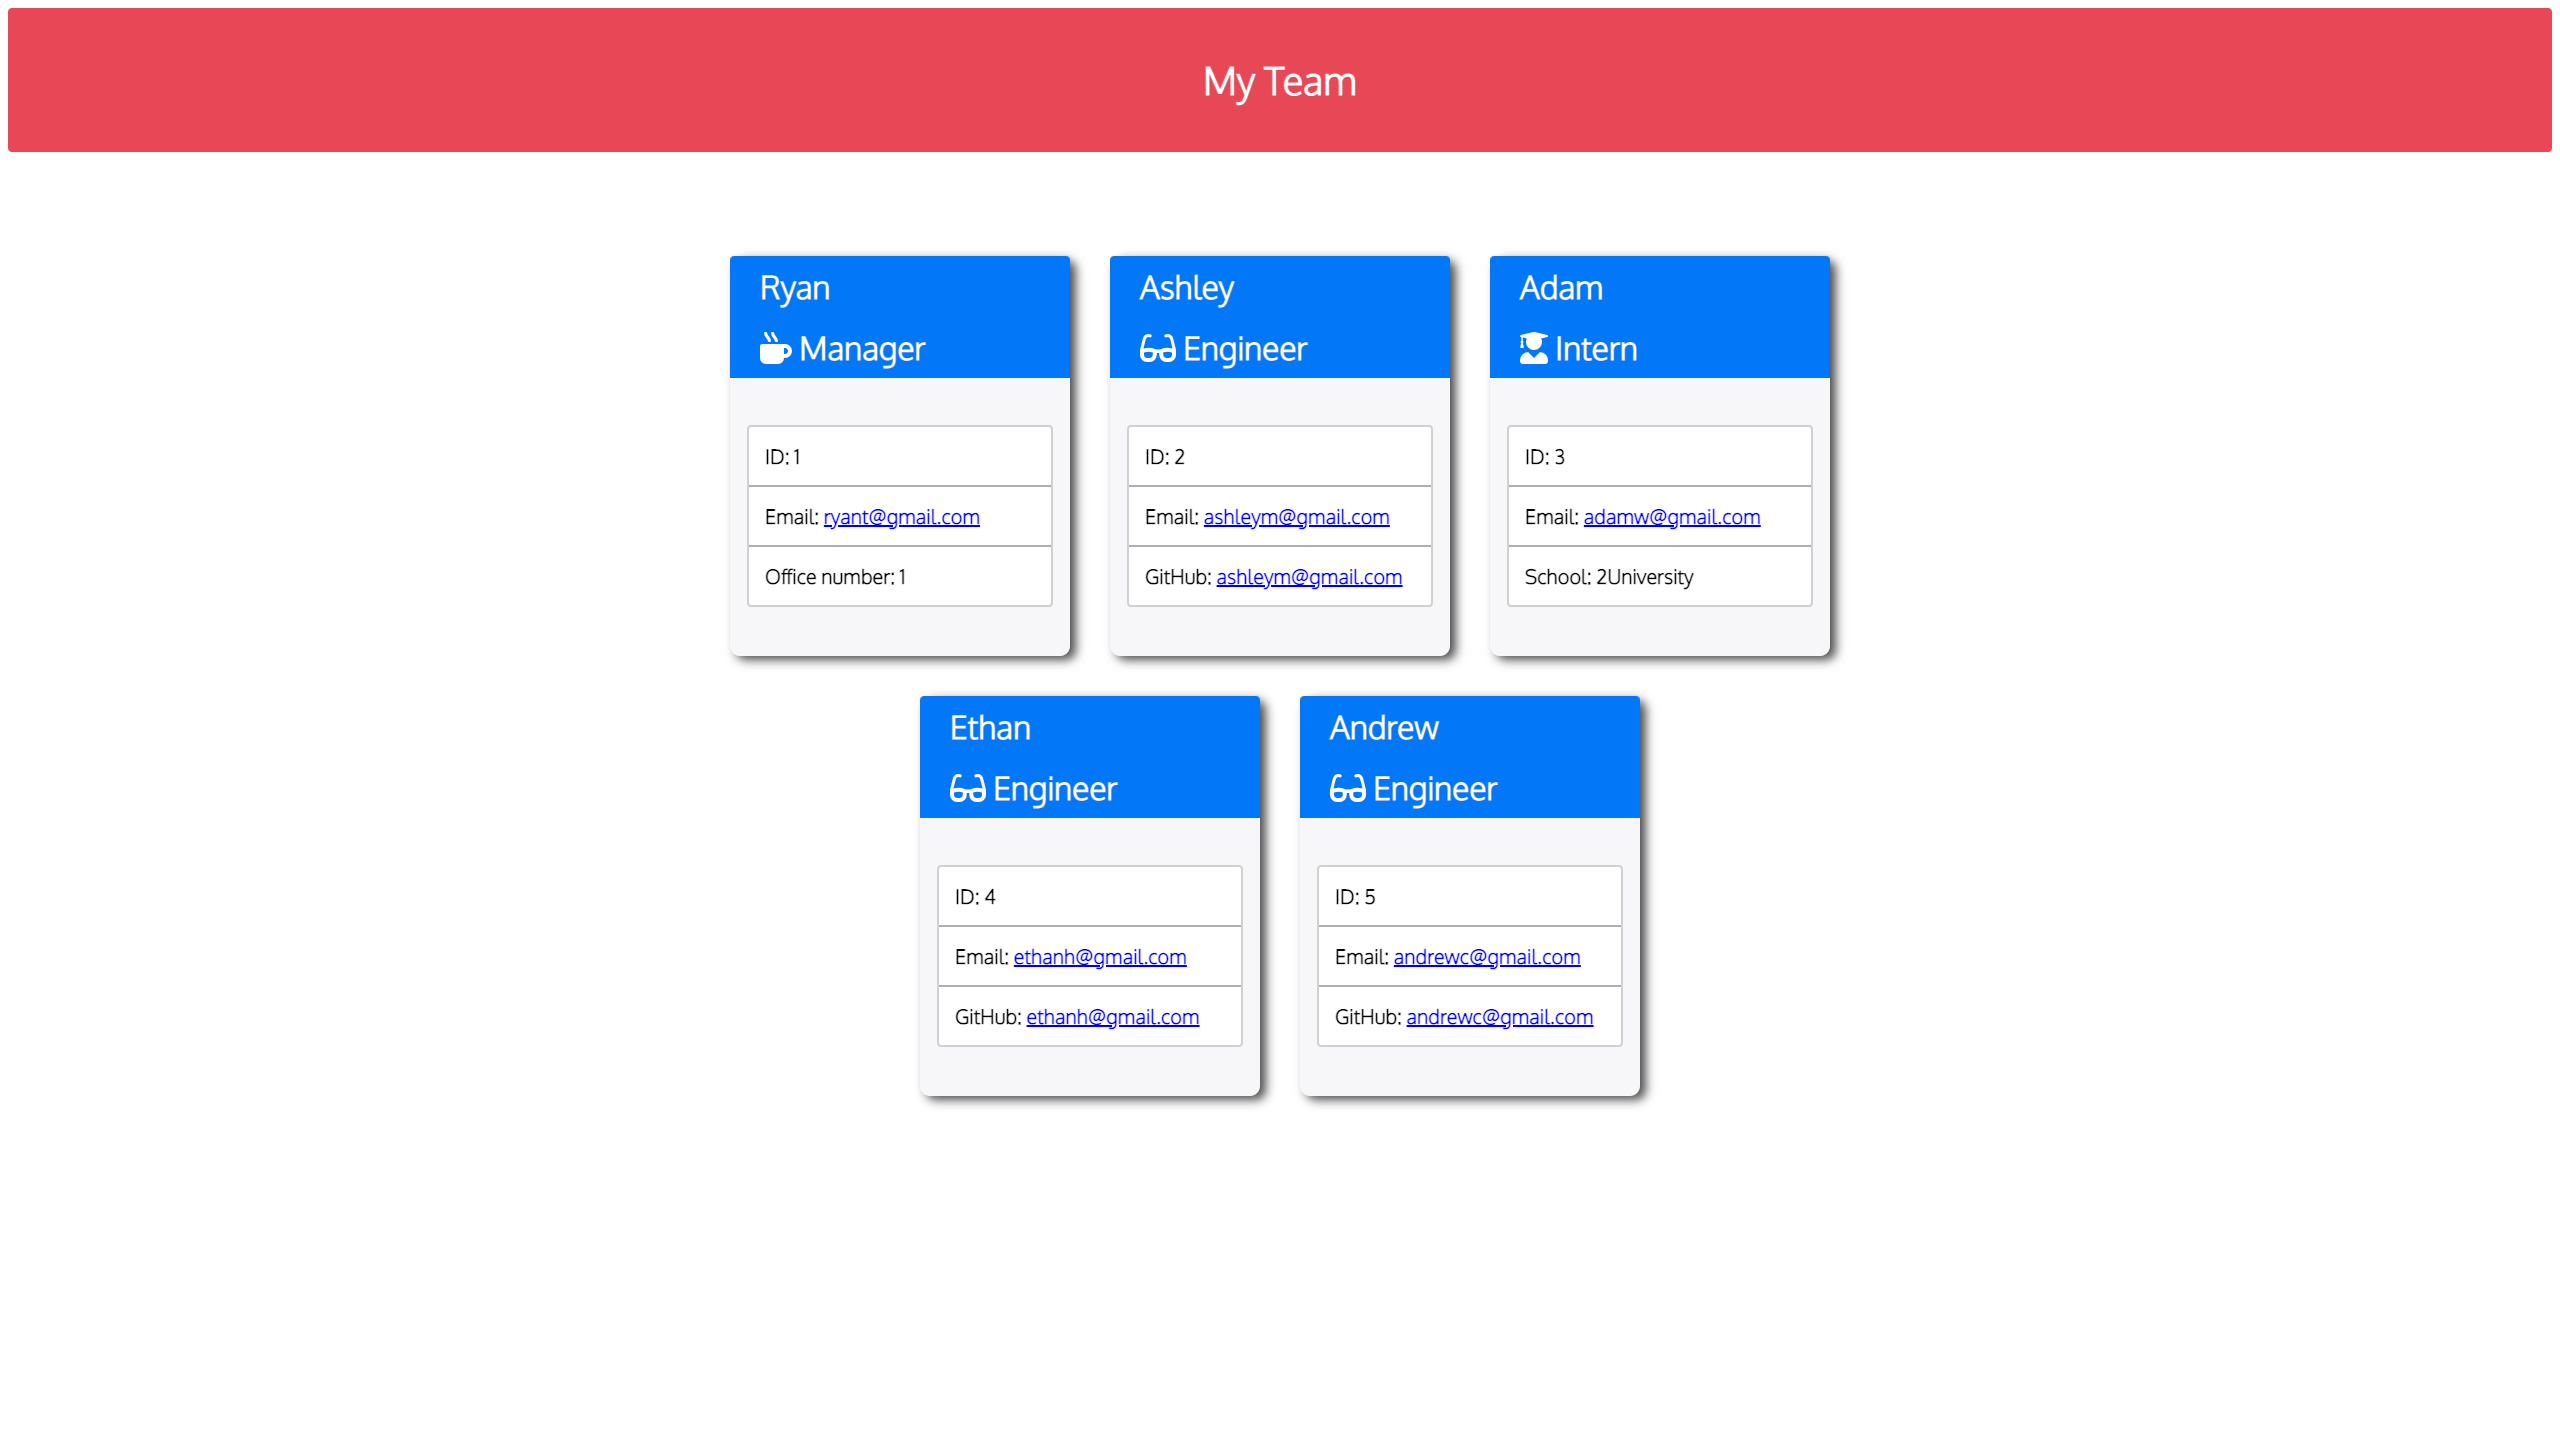 My Team
Ryan
Manager
ID: 1
Email: ryant@gmail.com
Office number: 1
Ashley
Engineer
ID: 2
Email: ashleym@gmail.com
GitHub: ashleym@gmail.com
Adam
Intern
ID: 3
Email: adamw@gmail.com
School: 2University
Ethan
Engineer
ID: 4
Email: ethanh@gmail.com
GitHub: ethanh@gmail.com
Andrew
Engineer
ID: 5
Email: andrewc@gmail.com
GitHub: andrewc@gmail.com